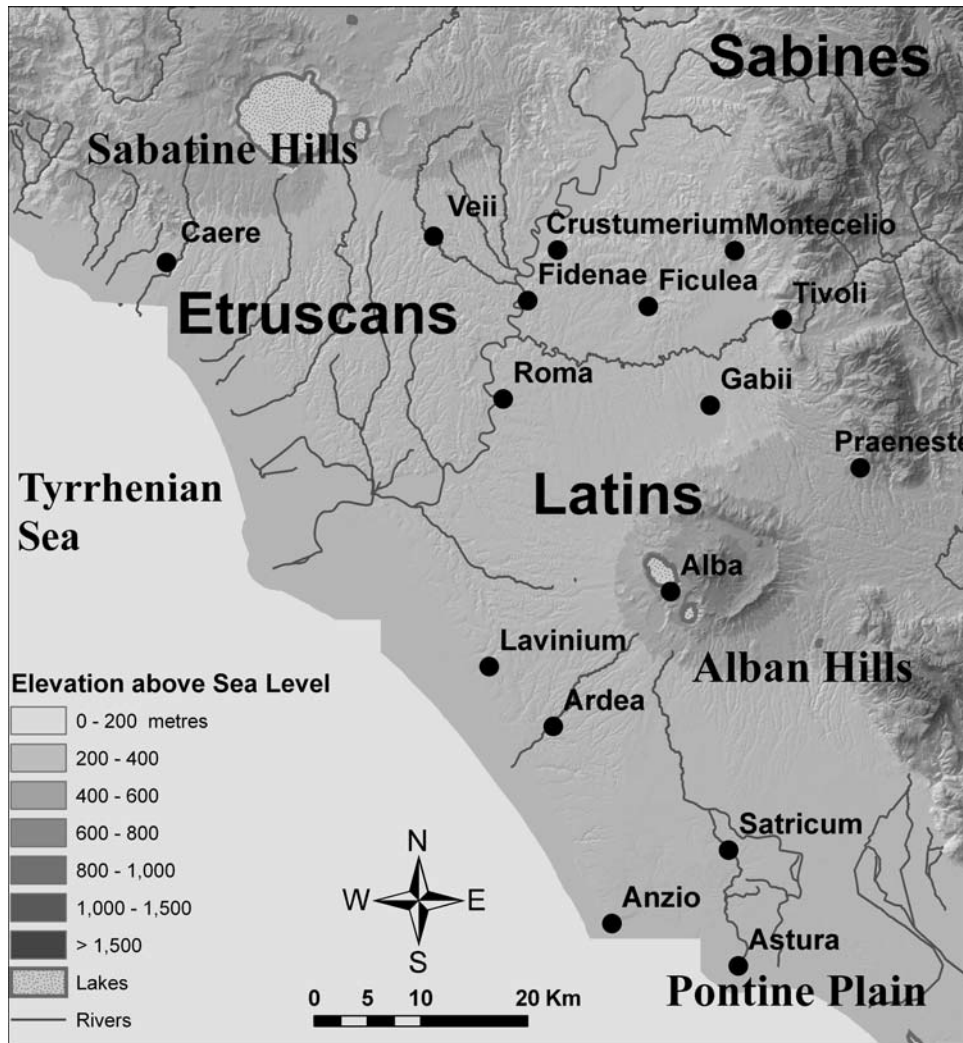 Sabines
Sabatine Hills
Veii
Caere
Crustumerium
Montecelio
Fidenae
Ficulea
Tivoli
Etruscans
Roma
Gabii
Praeneste
Tyrrhenian
Sea
Latins
Alba
Lavinium
Alban Hills
Ardea
Satricum
Anzio
Astura
Pontine Plain
Elevation above Sea Level
0 - 200 metres
200 - 400
400 - 600
600 - 800
800 - 1,000
1,000 - 1,500
> 1,500
Lakes
Rivers
N
W E
S
0 5 10 20 Km